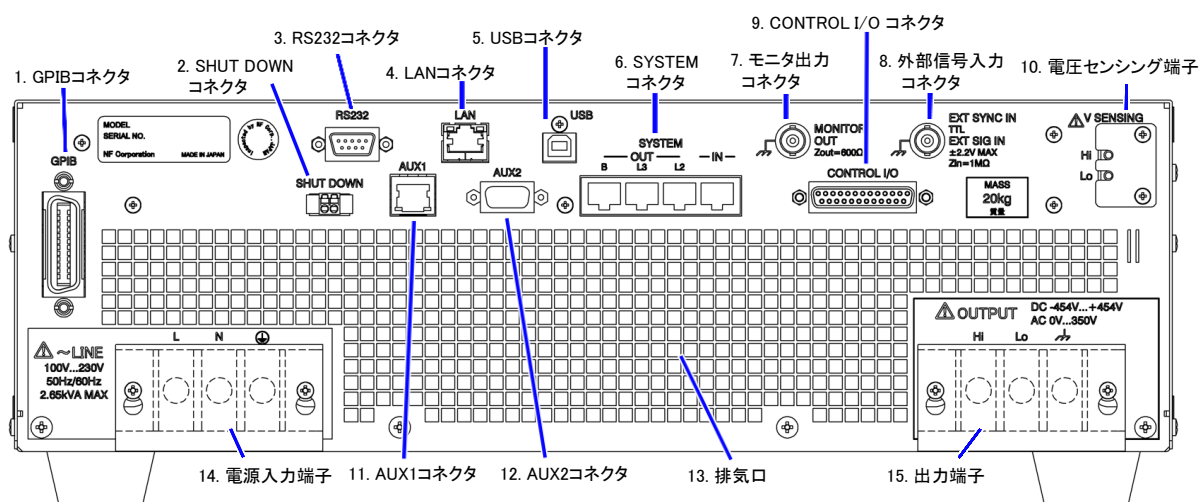 9. CONTROL I/O コネクタ
3. RS232コネクタ
5. USBコネクタ
1. GPIBコネクタ
2. SHUT DOWN
コネクタ
4. LANコネクタ
6. SYSTEM
コネクタ
7. モニタ出力
コネクタ
8. 外部信号入力
コネクタ
10. 電圧センシング端子
MODEL
SERIAL NO.
NF Corporation MADE IN JAPAN
Inspected by NF Corp. JAPAN
RS232
LAN
USB
SYSTEM
OUT
IN
B L3 L2
MONITOR
OUT
Zout=600Ω
EXT SYNC IN
TTL
EXT SIG IN
±2.2V MAX
Zin=1MΩ
V SENSING
Hi
Lo
GPIB
SHUT DOWN
AUX1
AUX2
CONTROL I/O
MASS
20kg
質量
~LINE
100V...230V
50Hz/60Hz
2.65kVA MAX
L N
OUTPUT
DC -454V...+454V
AC 0V...350V
Hi Lo
14. 電源入力端子
11. AUX1コネクタ
12. AUX2コネクタ
13. 排気口
15. 出力端子